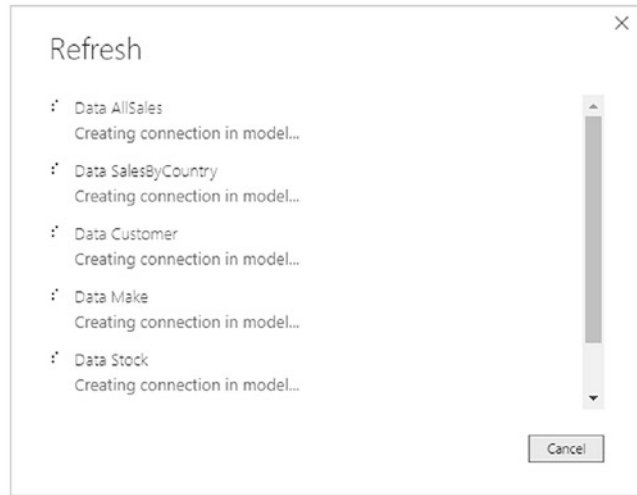 Refresh
Data AllSales
Creating connection in model...
Data SalesByCountry
Creating connection in model...
Data Customer
Creating connection in model...
Data Make
Creating connection in model...
Data Stock
Creating connection in model...
Cancel